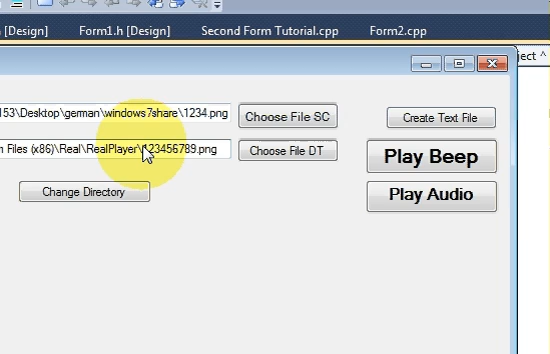 [Design] Form1.h [Design] Second Form Tutorial.cpp Form2.cpp
ject ^
153\Desktop\german\windows7share\1234.png Choose File SC Create Text File
Files (x86)\Real\RealPlayer\123456789.png Choose File DT Play Beep
Change Directory Play Audio